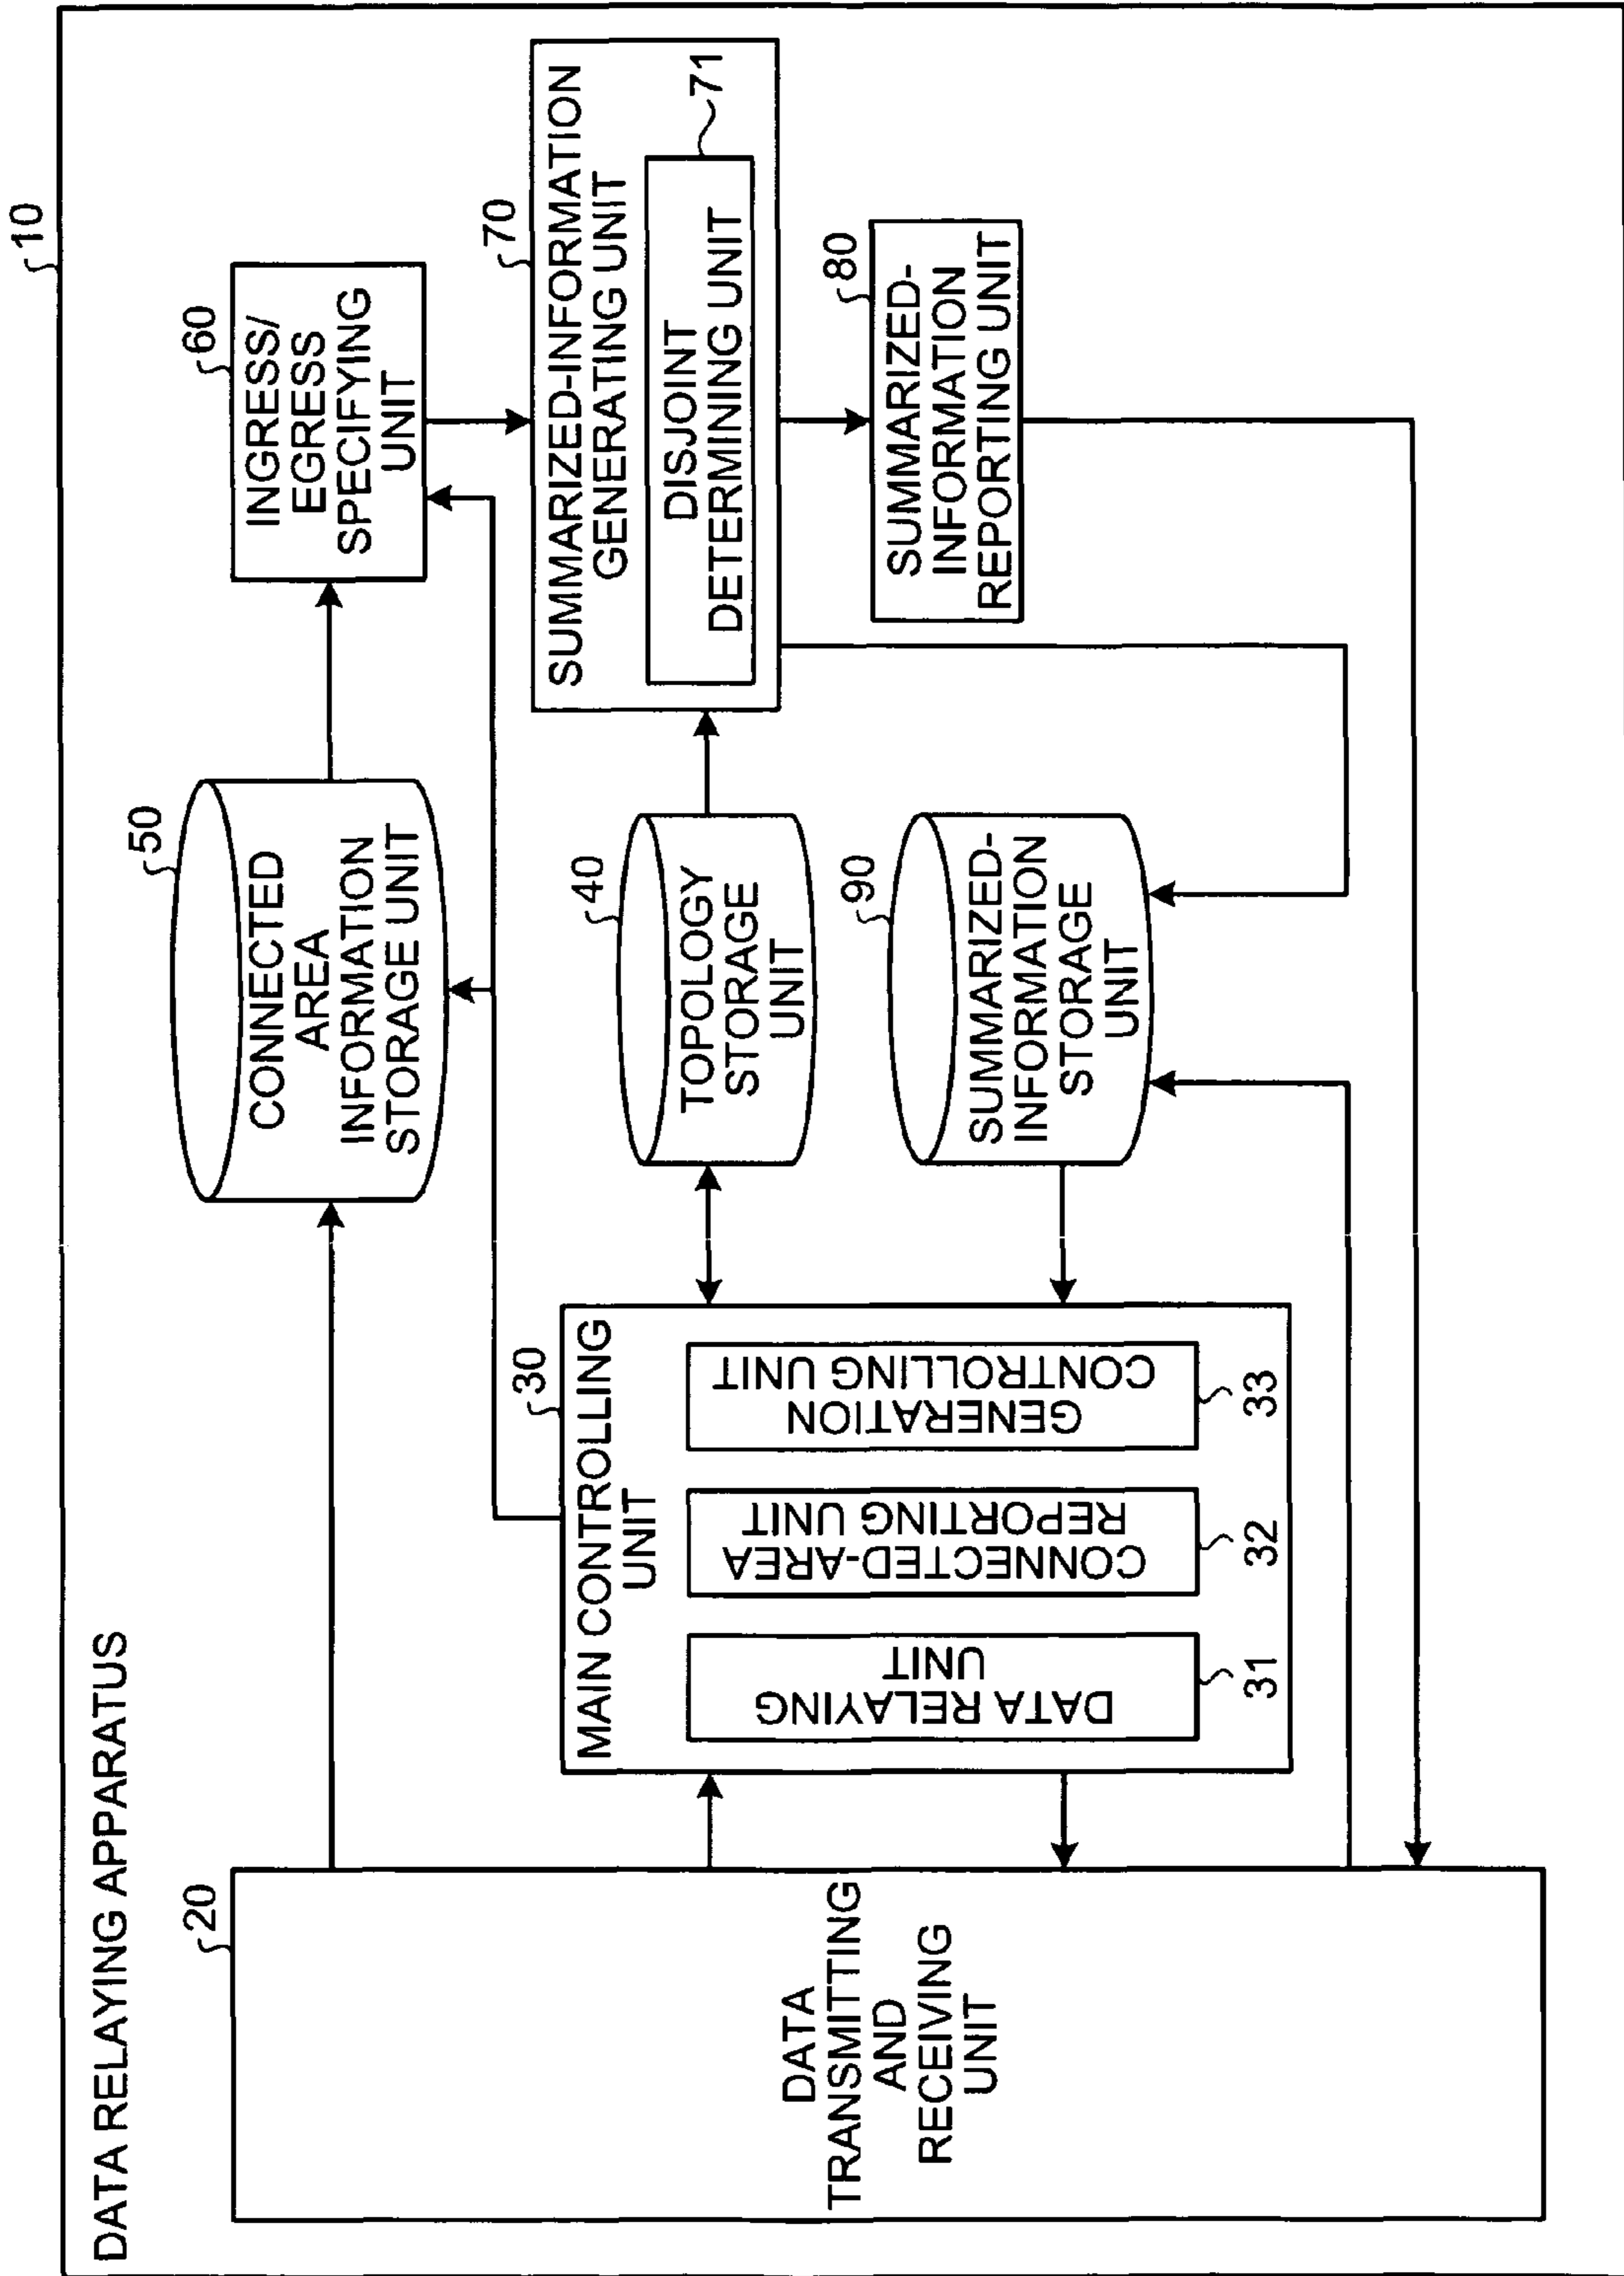 DATA RELAYING APPARATUS
10
20
DATA
TRANSMITTING
AND
RECEIVING
UNIT
50
CONNECTED
AREA
INFORMATION
STORAGE UNIT
60
INGRESS/
EGRESS
SPECIFYING
UNIT
30
MAIN CONTROLLING
UNIT
DATA RELAYING
UNIT
31
CONNECTED-AREA
REPORTING UNIT
32
GENERATION
CONTROLLING UNIT
33
40
TOPOLOGY
STORAGE
UNIT
70
SUMMARIZED-INFORMATION
GENERATING UNIT
DISJOINT
DETERMINING UNIT
71
90
SUMMARIZED-
INFORMATION
STORAGE
UNIT
80
SUMMARIZED-
INFORMATION
REPORTING UNIT